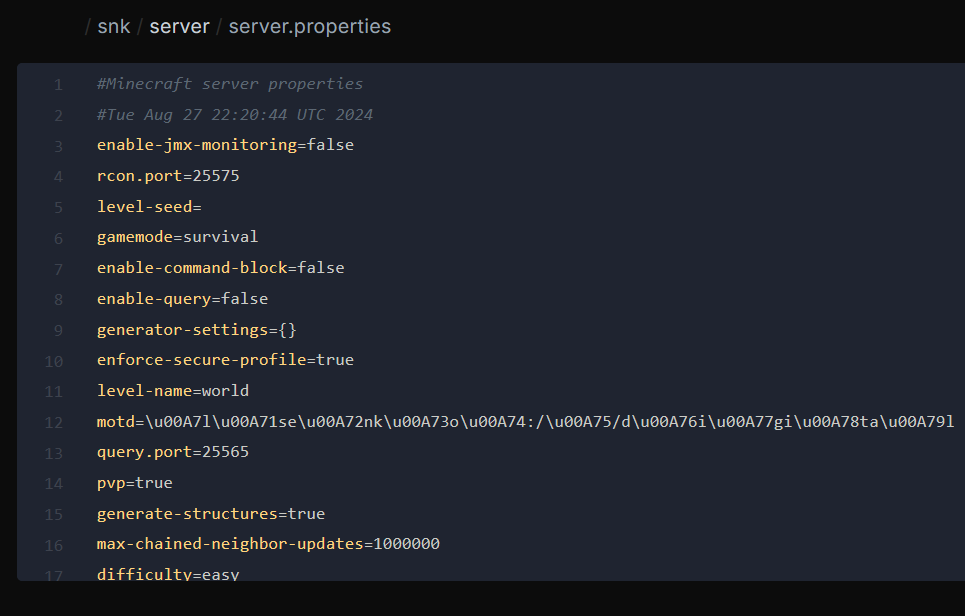 / snk / server / server.properties
1 #Minecraft server properties
2 #Tue Aug 27 22:20:44 UTC 2024
3 enable-jmx-monitoring=false
4 rcon.port=25575
5 level-seed=
6 gamemode=survival
7 enable-command-block=false
8 enable-query=false
9 generator-settings={}
10 enforce-secure-profile=true
11 level-name=world
12 motd=\u00A7l\u00A71se\u00A72nk\u00A73o\u00A74:/\u00A75/d\u00A76i\u00A77gi\u00A78ta\u00A79l
13 query.port=25565
14 pvp=true
15 generate-structures=true
16 max-chained-neighbor-updates=1000000
17 difficulty=easy